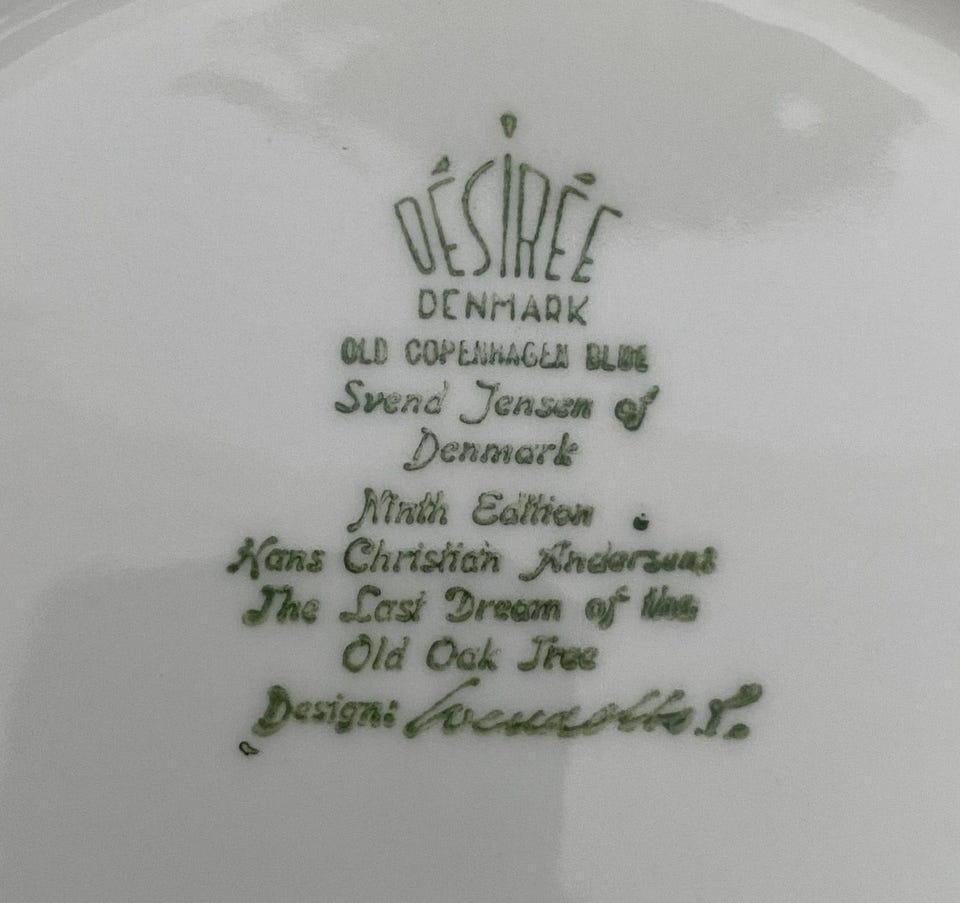 DÉSIRÉE
DENMARK
OLD COPENHAGEN BLUE
Svend Jensen of
Denmark
Ninth Edition
Hans Christian Andersens
The Last Dream of the
Old Oak Tree
Design: